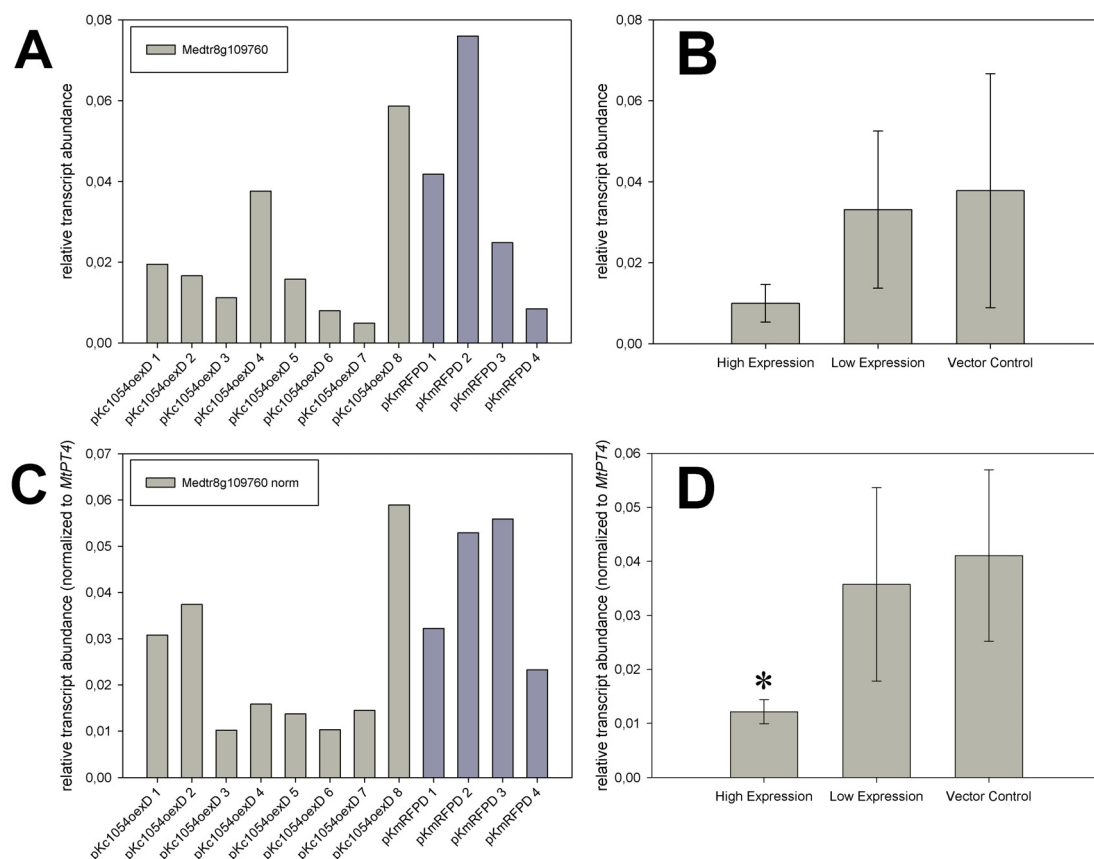 A
relative transcript abundance
0,08
0,06
0,04
0,02
0,00
Medtr8g109760
pKc1054oexD 1
pKc1054oexD 2
pKc1054oexD 3
pKc1054oexD 4
pKc1054oexD 5
pKc1054oexD 6
pKc1054oexD 7
pKc1054oexD 8
pKmRFPD 1
pKmRFPD 2
pKmRFPD 3
pKmRFPD 4
B
relative transcript abundance
0,08
0,06
0,04
0,02
0,00
High Expression
Low Expression
Vector Control
C
relative transcript abundance (normalized to MtPT4)
0,07
0,06
0,05
0,04
0,03
0,02
0,01
0,00
Medtr8g109760 norm
pKc1054oexD 1
pKc1054oexD 2
pKc1054oexD 3
pKc1054oexD 4
pKc1054oexD 5
pKc1054oexD 6
pKc1054oexD 7
pKc1054oexD 8
pKmRFPD 1
pKmRFPD 2
pKmRFPD 3
pKmRFPD 4
D
relative transcript abundance (normalized to MtPT4)
0,06
0,05
0,04
0,03
0,02
0,01
0,00
*
High Expression
Low Expression
Vector Control